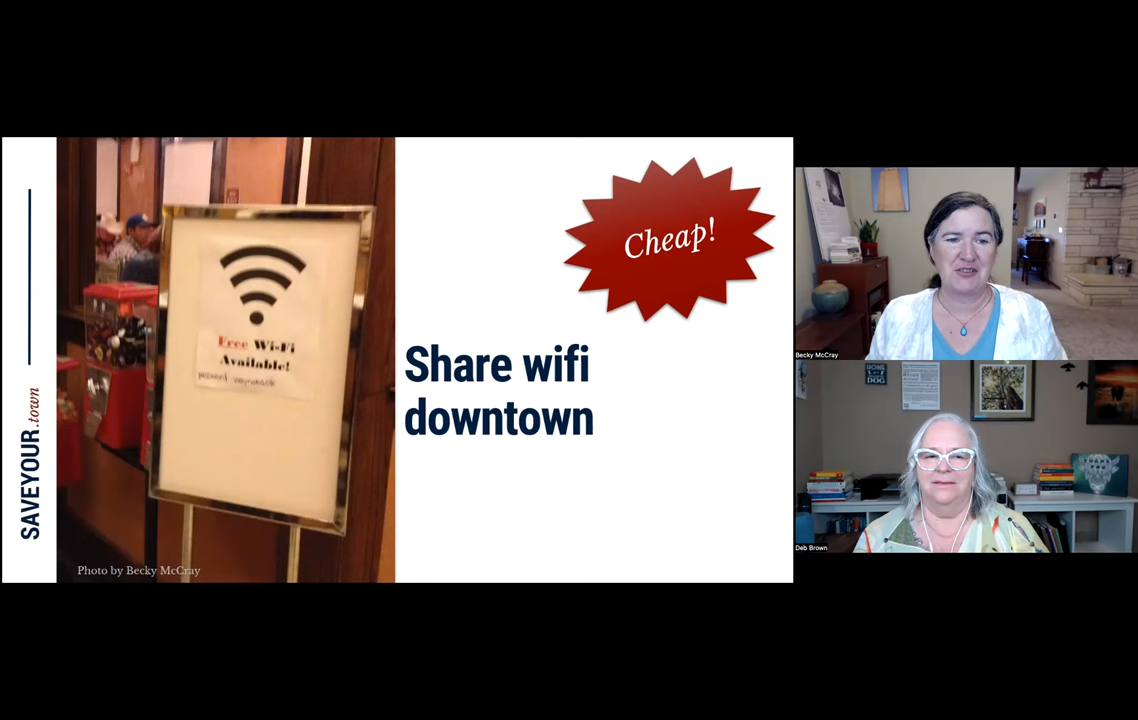 SAVEYOUR.town
Free Wi-Fi
Available!
Photo by Becky McCray
Cheap!
Share wifi
downtown
Becky McCray
Deb Brown